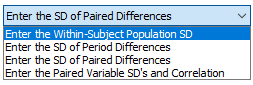 Enter the SD of Paired Differences
Enter the Within-Subject Population SD
Enter the SD of Period Differences
Enter the SD of Paired Differences
Enter the Paired Variable SD's and Correlation